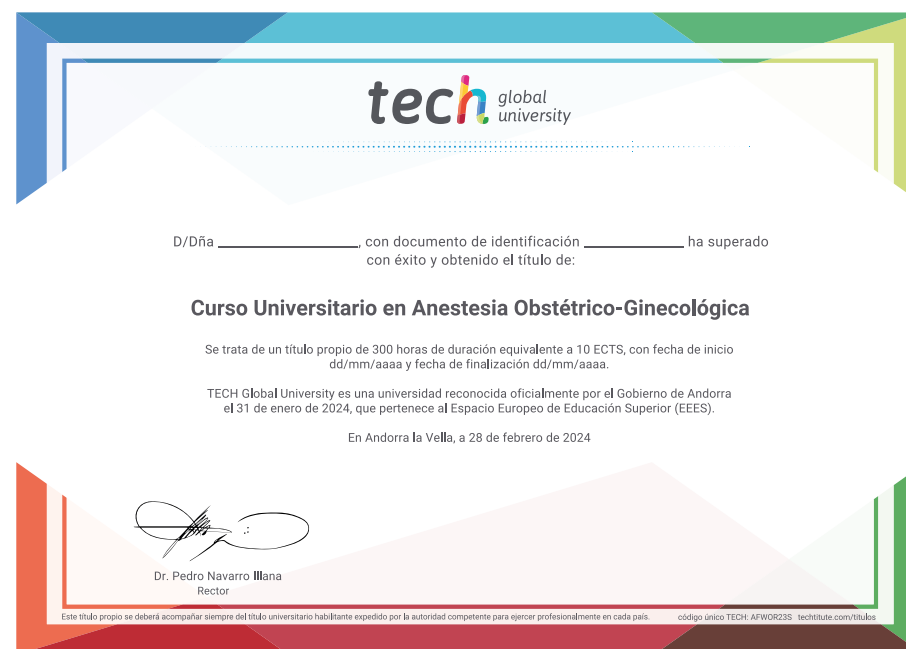 tech global university
D/Dña ______________, con documento de identificación __________ ha superado
con éxito y obtenido el título de:
Curso Universitario en Anestesia Obstétrico-Ginecológica
Se trata de un título propio de 300 horas de duración equivalente a 10 ECTS, con fecha de inicio
dd/mm/aaaa y fecha de finalización dd/mm/aaaa.
TECH Global University es una universidad reconocida oficialmente por el Gobierno de Andorra
el 31 de enero de 2024, que pertenece al Espacio Europeo de Educación Superior (EEES).
En Andorra la Vella, a 28 de febrero de 2024
Dr. Pedro Navarro Illana
Rector
Este título propio se deberá acompañar siempre del título universitario habilitante expedido por la autoridad competente para ejercer profesionalmente en cada país. código único TECH: AFWOR23S techtitute.com/titulos